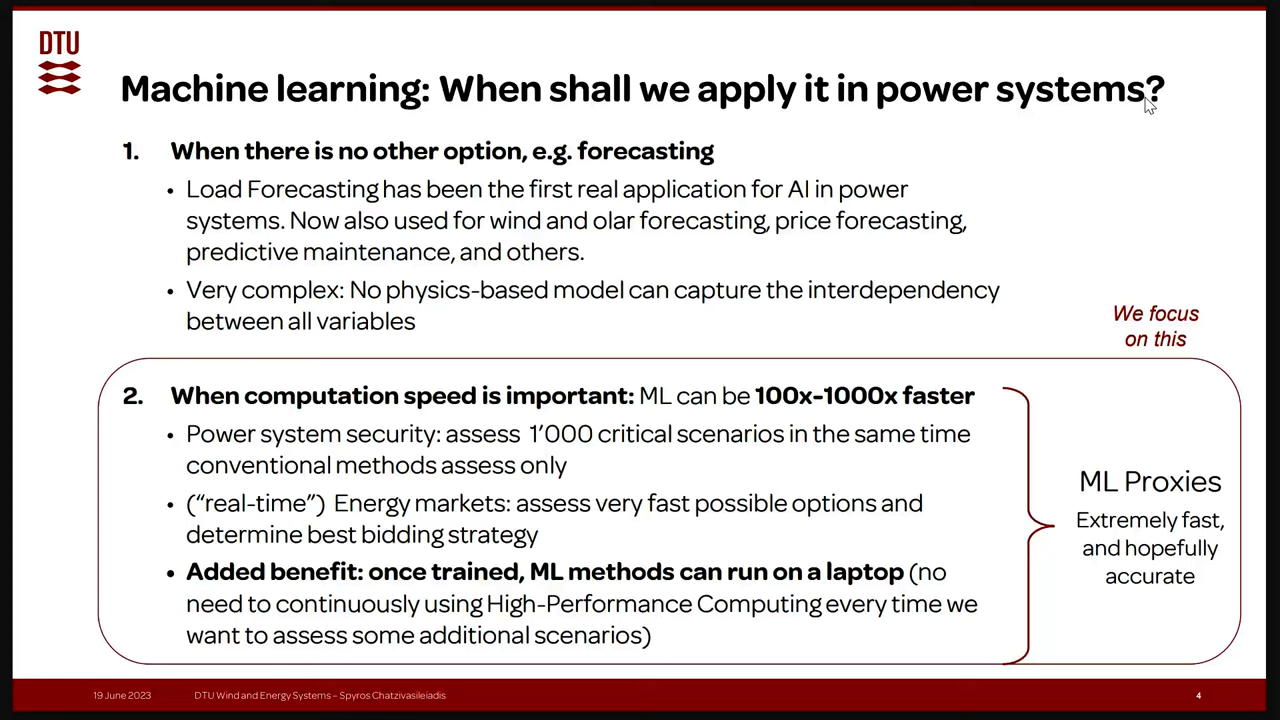 DTU
Machine learning: When shall we apply it in power systems?
1. When there is no other option, e.g. forecasting
• Load Forecasting has been the first real application for AI in power
systems. Now also used for wind and olar forecasting, price forecasting,
predictive maintenance, and others.
• Very complex: No physics-based model can capture the interdependency
between all variables
We focus
on this
2. When computation speed is important: ML can be 100x-1000x faster
• Power system security: assess 1'000 critical scenarios in the same time
conventional methods assess only
• (“real-time”) Energy markets: assess very fast possible options and
determine best bidding strategy
• Added benefit: once trained, ML methods can run on a laptop (no
need to continuously using High-Performance Computing every time we
want to assess some additional scenarios)
ML Proxies
Extremely fast,
and hopefully
accurate
19 June 2023 DTU Wind and Energy Systems – Spyros Chatzivasileiadis 4